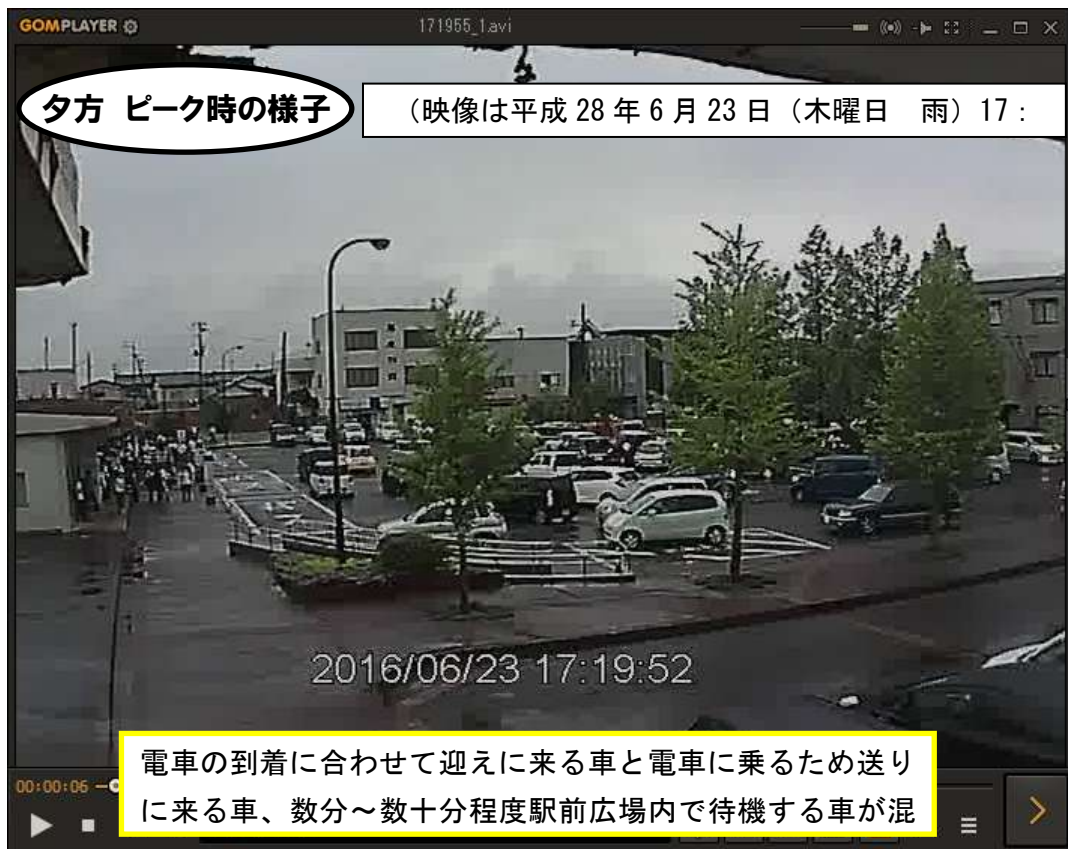 GOMPLAYER
171955_1.avi
夕方 ピーク時の様子
（映像は平成 28 年 6 月 23 日（木曜日　雨）17：
2016/06/23 17:19:52
電車の到着に合わせて迎えに来る車と電車に乗るため送り
に来る車、数分～数十分程度駅前広場内で待機する車が混
00:00:06